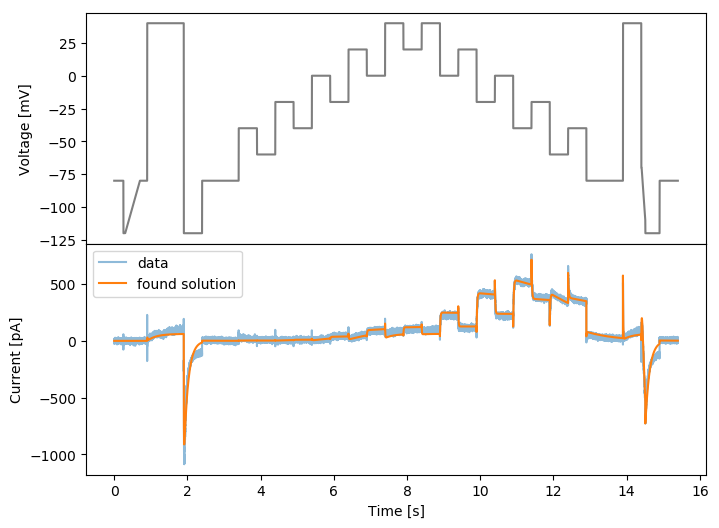 25
0
−25
−50
−75
−100
−125
Voltage [mV]
data
found solution
500
0
−500
−1000
Current [pA]
0 2 4 6 8 10 12 14 16
Time [s]